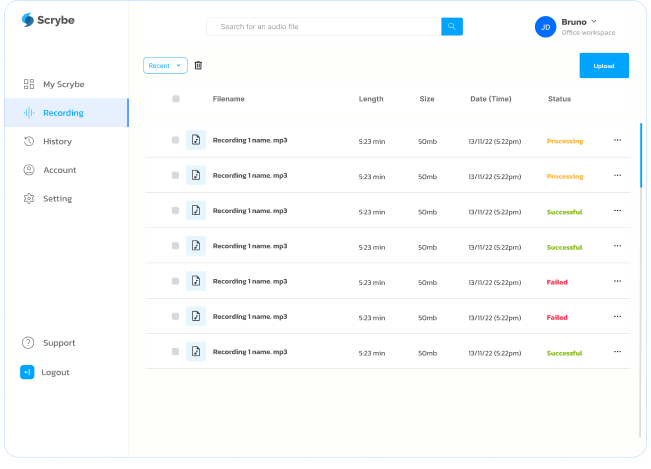 Scrybe
Search for an audio file
JD
Bruno
Office workspace
Recent
Upload
My Scrybe
Recording
History
Account
Setting
Support
Logout
Filename Length Size Date (Time) Status
Recording 1 name. mp3 5:23 min 50mb 13/11/22 (5:22pm) Processing ...
Recording 1 name. mp3 5:23 min 50mb 13/11/22 (5:22pm) Processing ...
Recording 1 name. mp3 5:23 min 50mb 13/11/22 (5:22pm) Successful ...
Recording 1 name. mp3 5:23 min 50mb 13/11/22 (5:22pm) Successful ...
Recording 1 name. mp3 5:23 min 50mb 13/11/22 (5:22pm) Failed ...
Recording 1 name. mp3 5:23 min 50mb 13/11/22 (5:22pm) Failed ...
Recording 1 name. mp3 5:23 min 50mb 13/11/22 (5:22pm) Successful ...